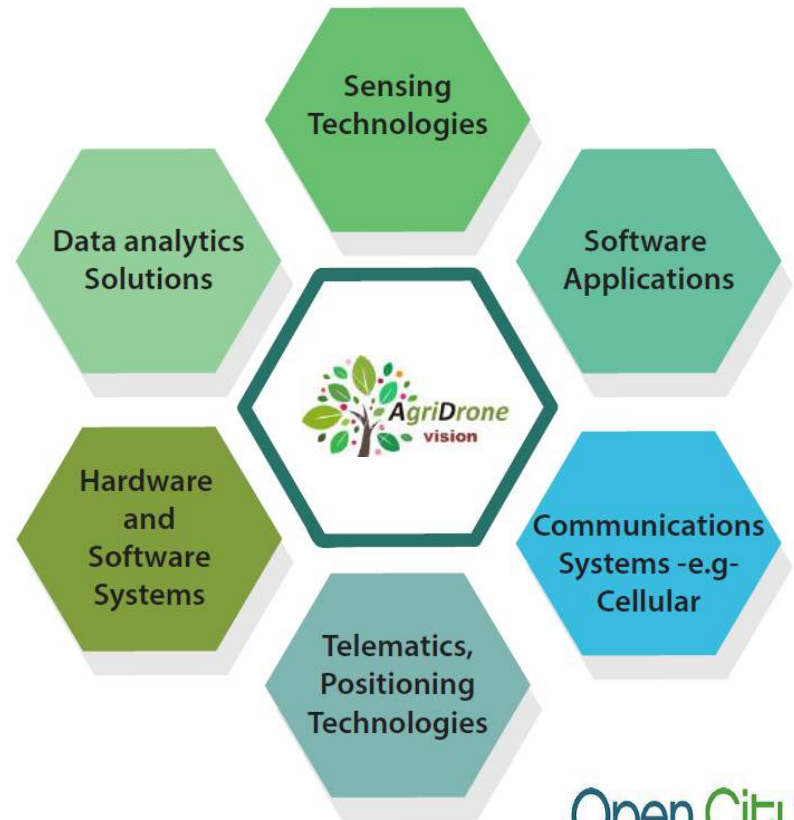 Sensing
Technologies
Data analytics
Solutions
Software
Applications
AgriDrone
vision
Hardware
and
Software
Systems
Communications
Systems -e.g-
Cellular
Telematics,
Positioning
Technologies
Open